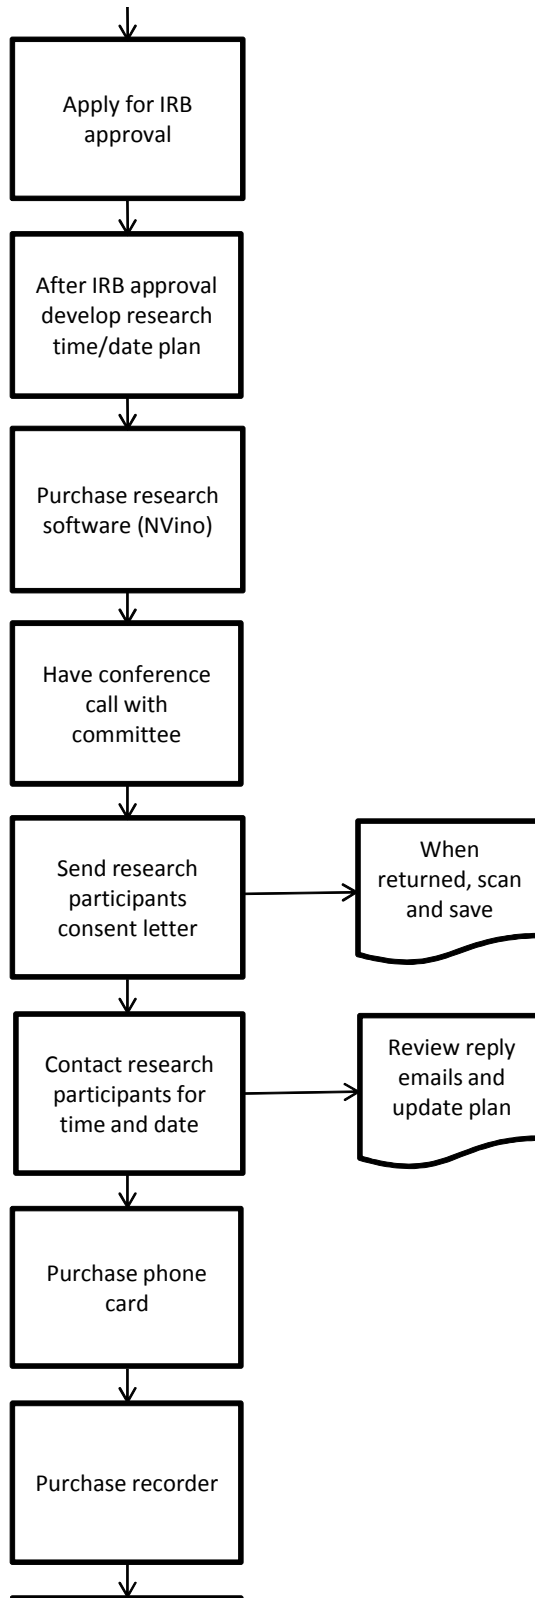 Apply for IRB
approval
After IRB approval
develop research
time/date plan
Purchase research
software (NVino)
Have conference
call with
committee
Send research
participants
consent letter
When
returned, scan
and save
Contact research
participants for
time and date
Review reply
emails and
update plan
Purchase phone
card
Purchase recorder